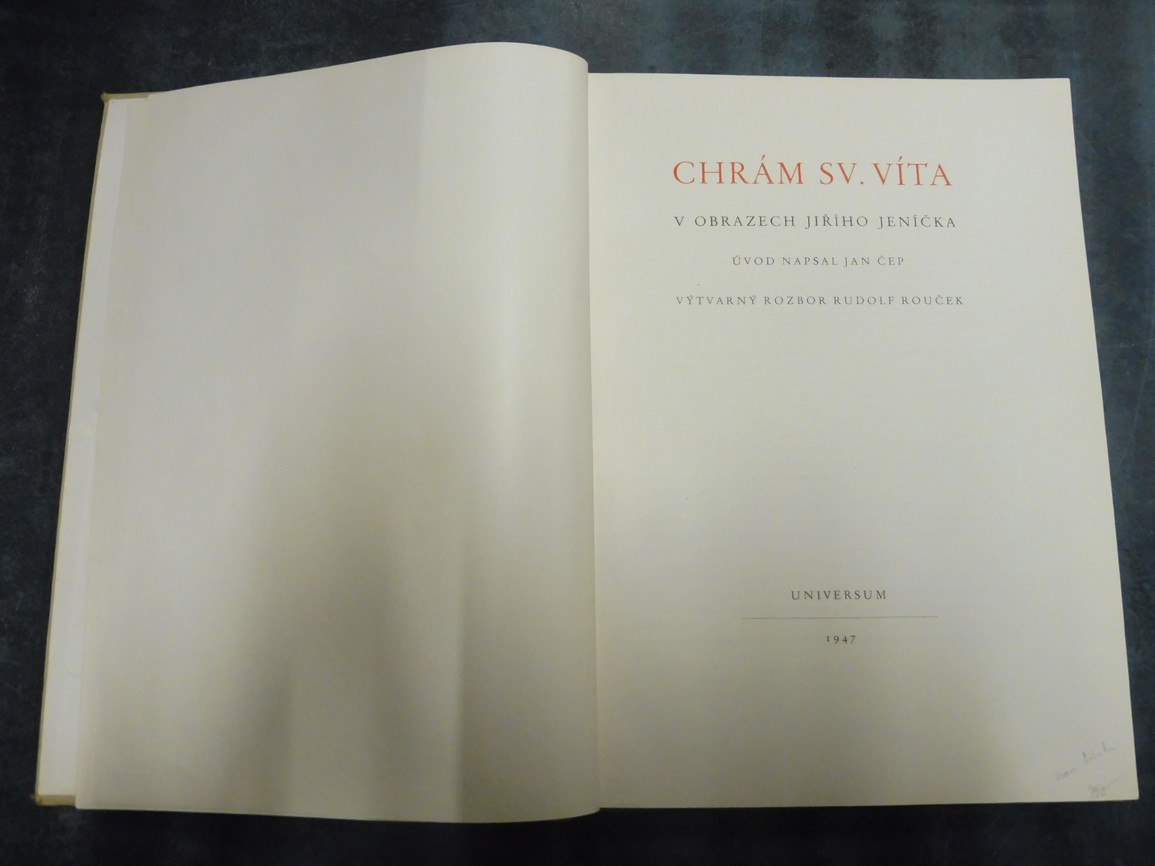 CHRÁM SV. VÍTA
V OBRAZECH JIŘÍHO JENÍČKA
ÚVOD NAPSAL JAN ČEP
VÝTVARNÝ ROZBOR RUDOLF ROUČEK
UNIVERSUM
1947